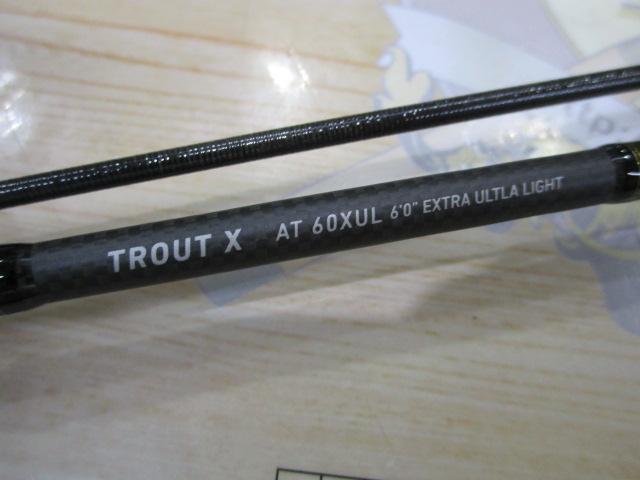 TROUT X AT 60XUL 6'0" EXTRA ULTLA LIGHT